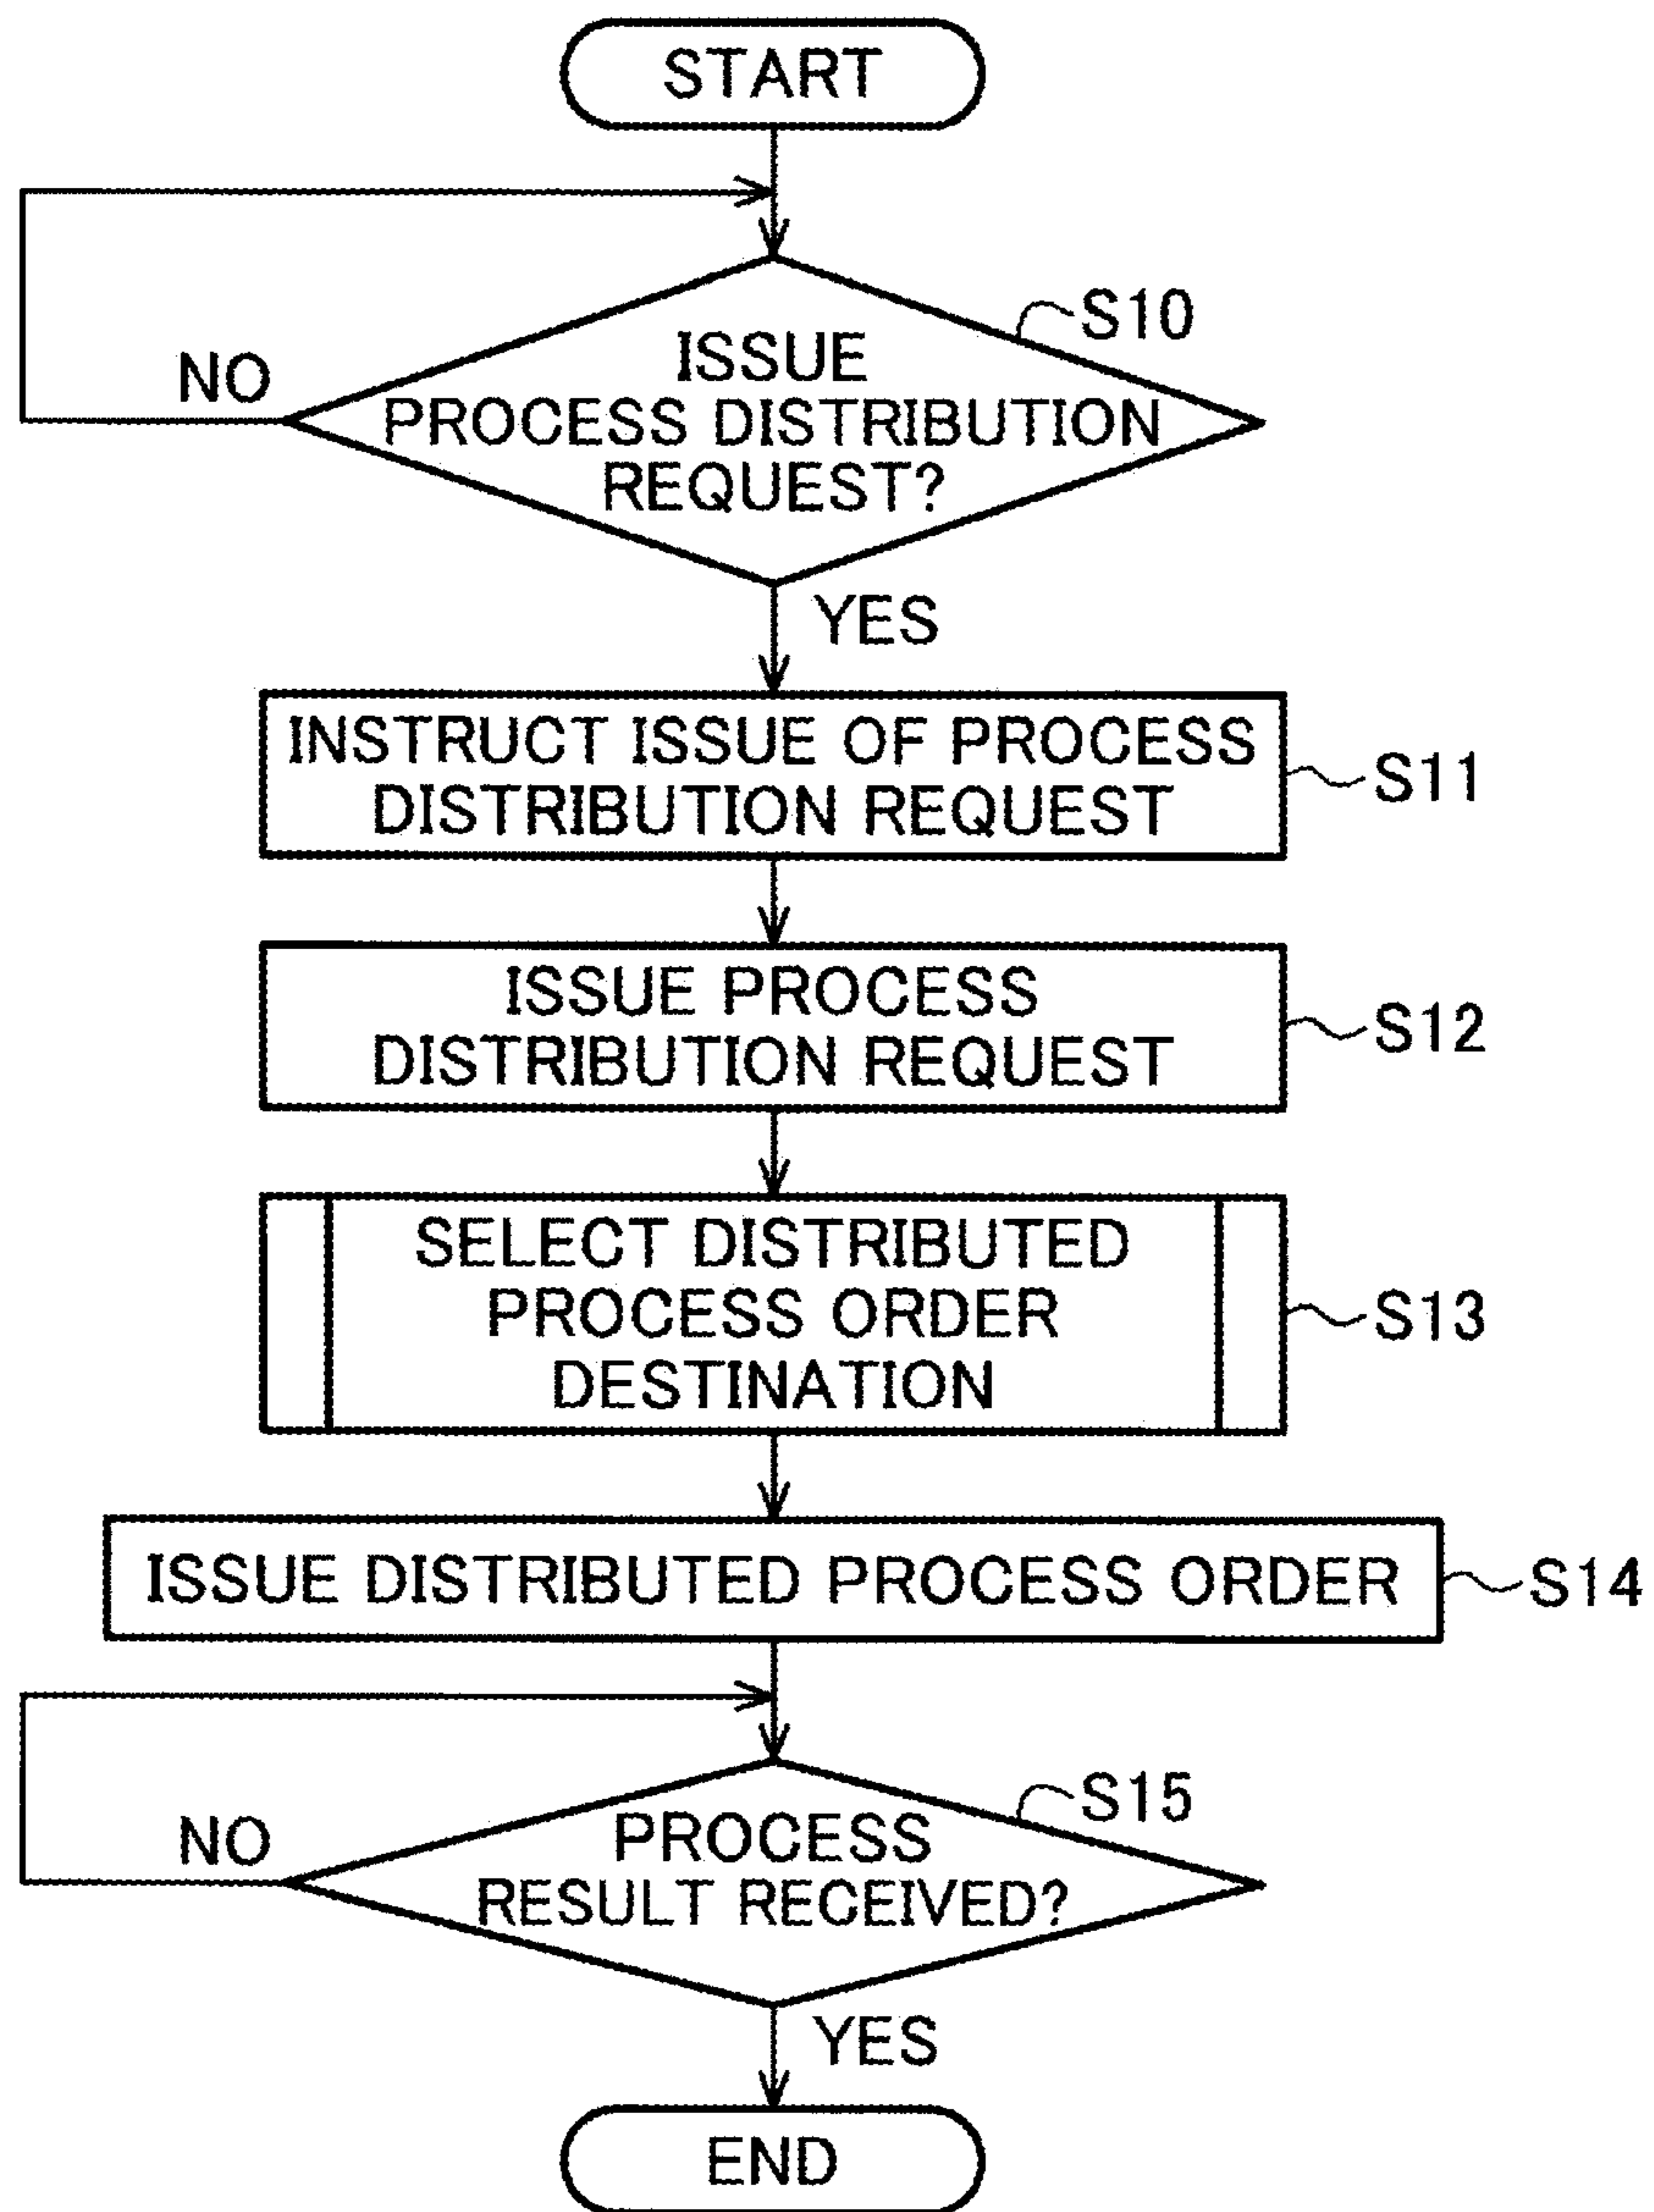 START
S10
ISSUE
NO
PROCESS DISTRIBUTION
REQUEST?
YES
INSTRUCT ISSUE OF PROCESS
DISTRIBUTION REQUEST
S11
ISSUE PROCESS
DISTRIBUTION REQUEST
S12
SELECT DISTRIBUTED
PROCESS ORDER
DESTINATION
S13
ISSUE DISTRIBUTED PROCESS ORDER
S14
S15
PROCESS
NO
RESULT RECEIVED?
YES
END